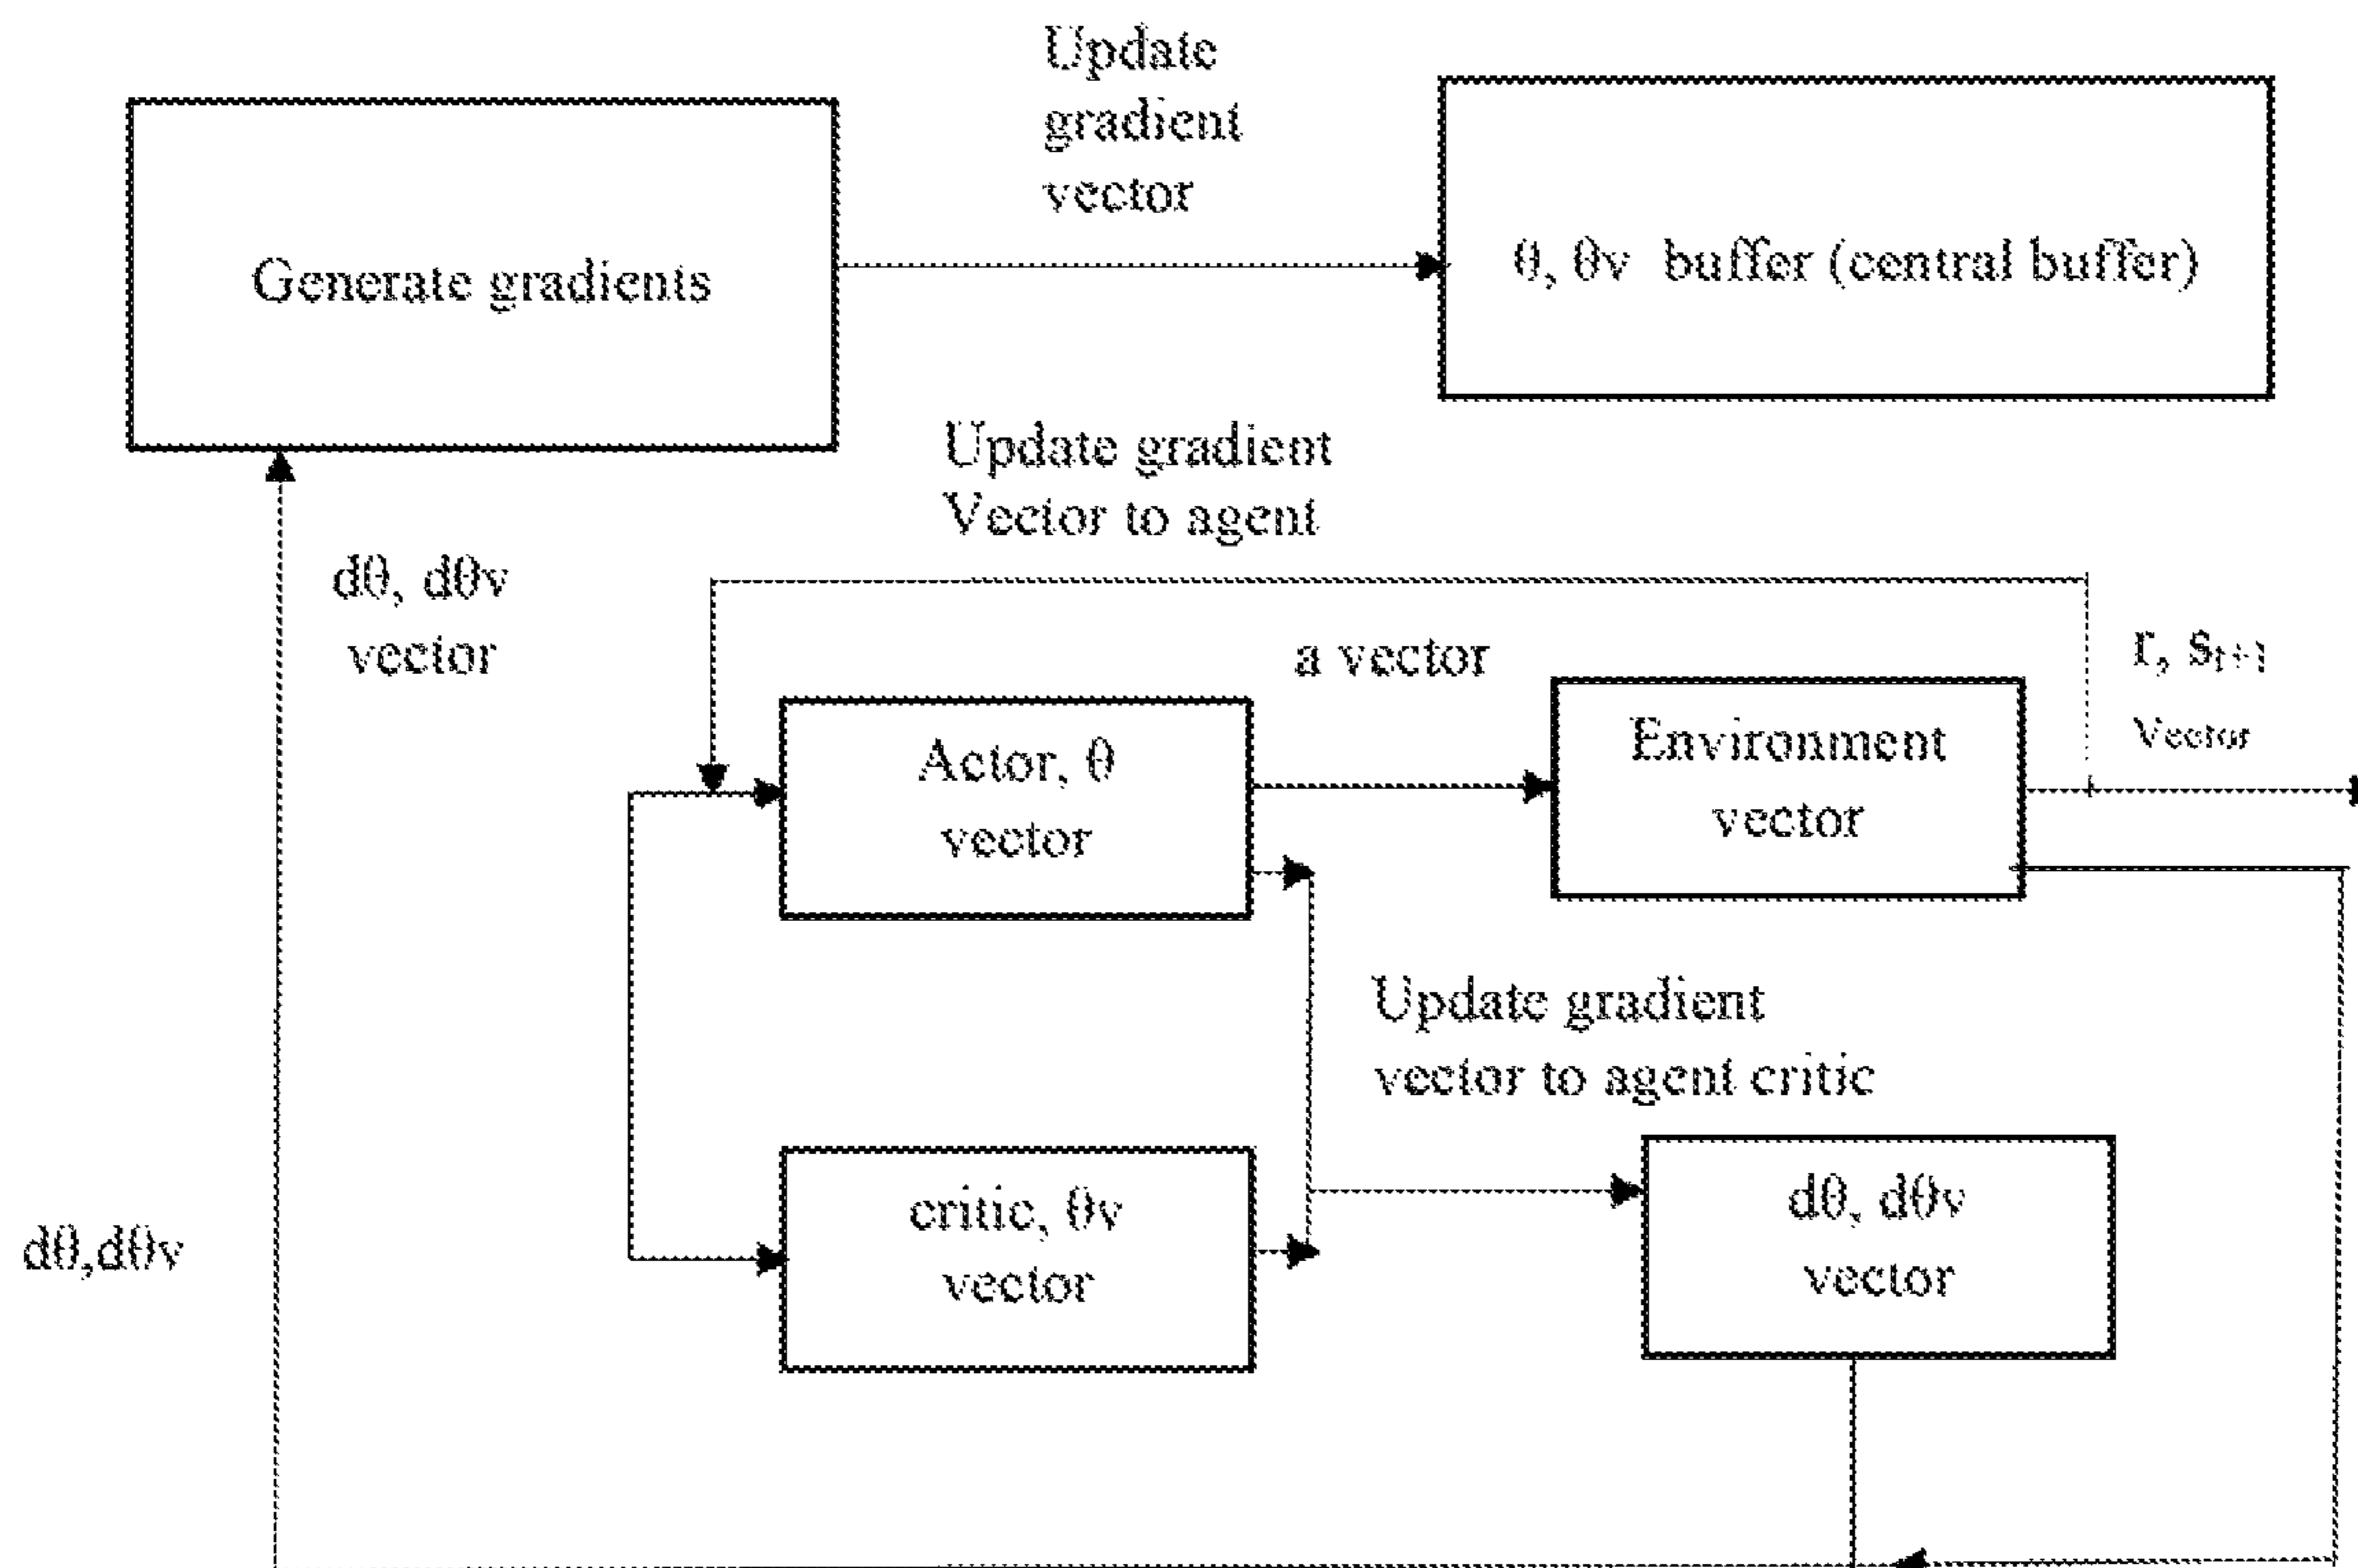 Update
gradient
vector
Generate gradients
θ, θv buffer (central buffer)
Update gradient
Vector to agent
dθ, dθv
vector
a vector
r, sₜ₊₁
Vector
Actor, θ
vector
Environment
vector
Update gradient
vector to agent critic
critic, θv
vector
dθ, dθv
vector
dθ,dθv